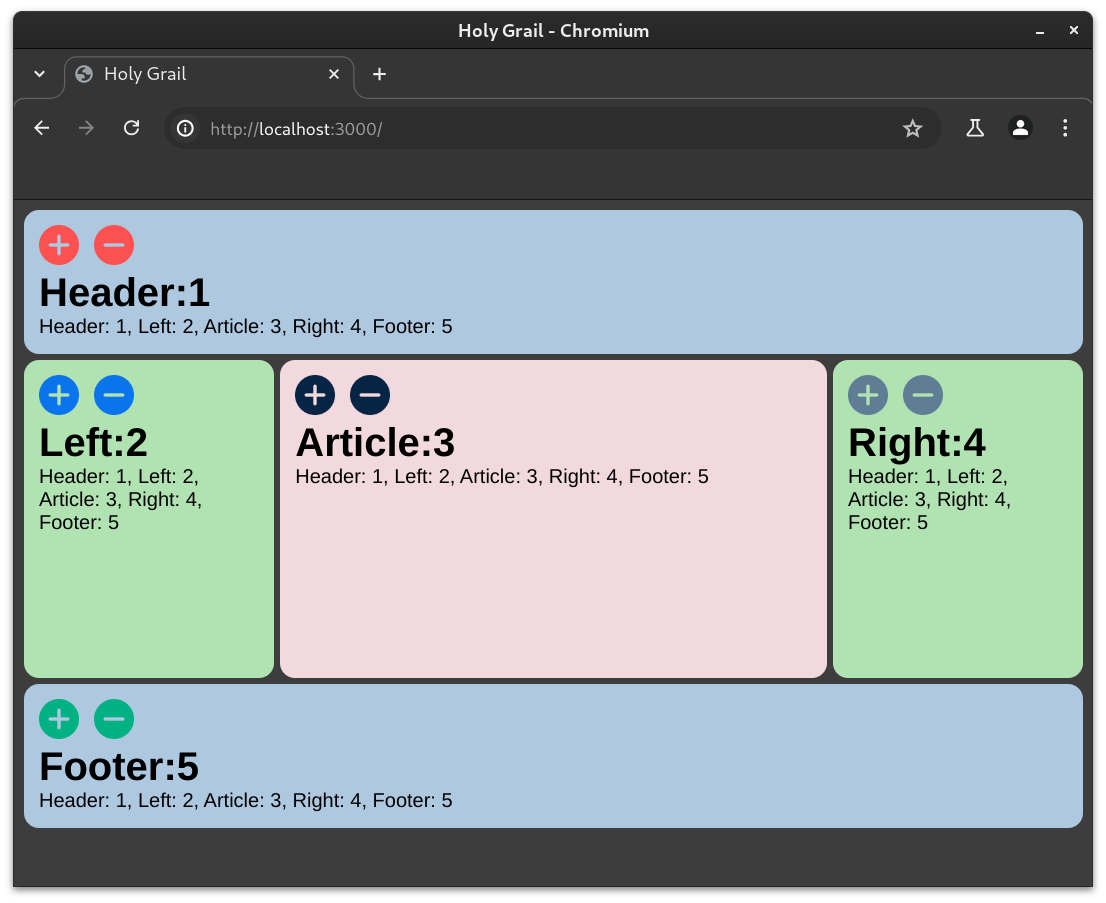 Holy Grail - Chromium
Holy Grail
http://localhost:3000/
Header:1
Header: 1, Left: 2, Article: 3, Right: 4, Footer: 5
Left:2
Header: 1, Left: 2,
Article: 3, Right: 4,
Footer: 5
Article:3
Header: 1, Left: 2, Article: 3, Right: 4, Footer: 5
Right:4
Header: 1, Left: 2,
Article: 3, Right: 4,
Footer: 5
Footer:5
Header: 1, Left: 2, Article: 3, Right: 4, Footer: 5